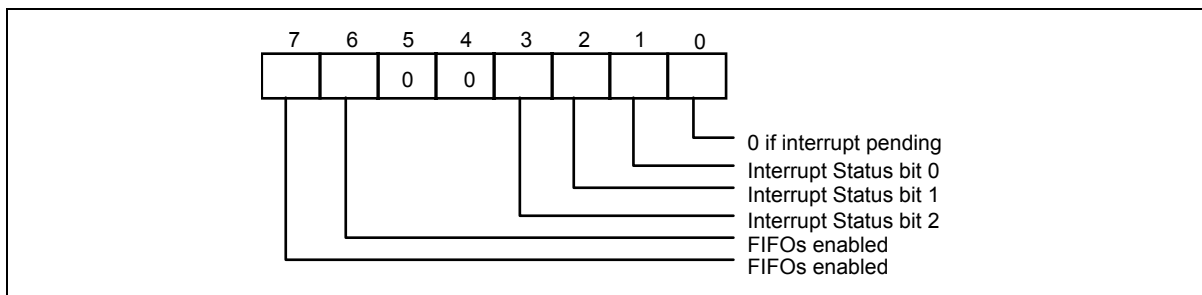 7 6 5 4 3 2 1 0
0 0
0 if interrupt pending
Interrupt Status bit 0
Interrupt Status bit 1
Interrupt Status bit 2
FIFOs enabled
FIFOs enabled